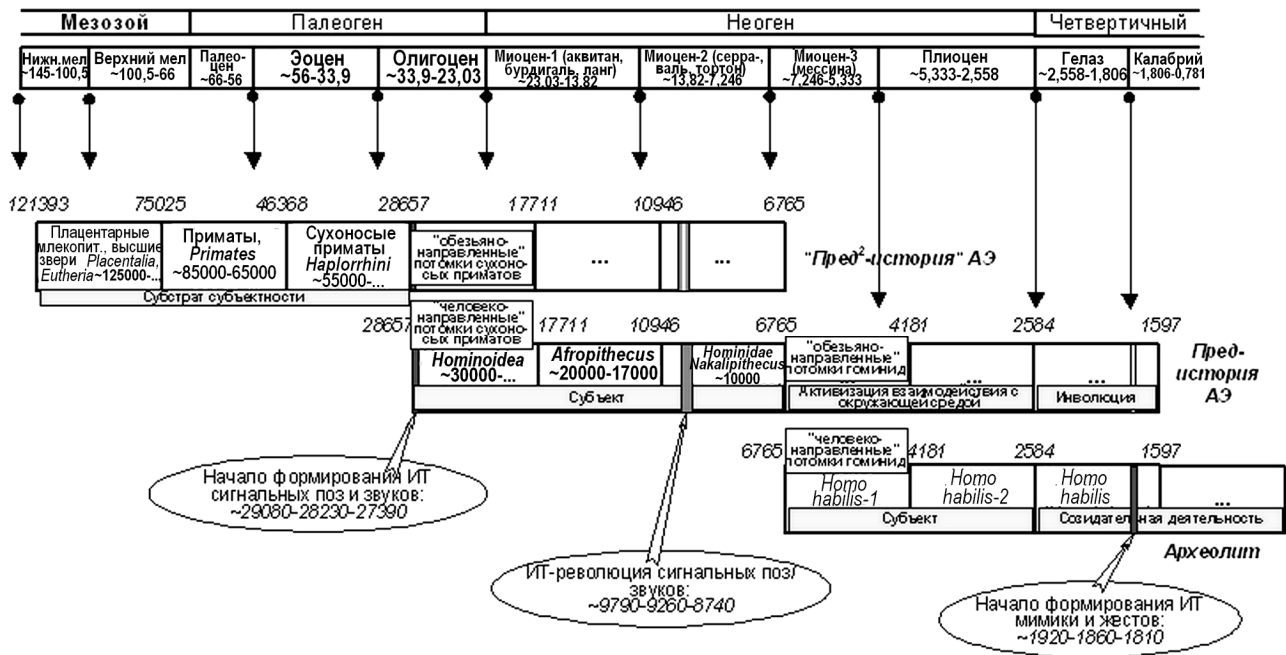 Мезозой Палеоген Неоген Четвертичный
Нижн.мел
~145-100,5
Верхний мел
~100,5-66
Палео-
цен
~66-56
Эоцен
~56-33,9
Олигоцен
~33,9-23,03
Миоцен-1 (аквитан,
бурдигаль, ланг)
~23,03-13,82
Миоцен-2 (серра-
валь, тортон)
~13,82-7,246
Миоцен-3
(мессина)
~7,246-5,333
Плиоцен
~5,333-2,558
Гелаз
~2,558-1,806
Калабрий
~1,806-0,781
121393 75025 46368 28657 17711 10946 6765
Плацентарные
млекопит., высшие
звери Placentalia,
Eutheria~125000-...
Приматы,
Primates
~85000-65000
Сухоносые
приматы
Haplorrhini
~55000-...
"обезьяно-
направленные"
потомки сухоно-
сых приматов
...
...
"Пред²-история" АЭ
Субстрат субъектности
28657 17711 10946 6765 4181 2584 1597
"человеко-
направленные"
потомки сухоно-
сых приматов
Hominoidea
~30000-...
Afropithecus
~20000-17000
Hominidae
Nakalipithecus
~10000
"обезьяно-
направленные"
потомки гоминид
...
...
...
...
Пред-
история
АЭ
Субъект
Активизация взаимодействия с
окружающей средой
Инволюция
6765 4181 2584 1597
"человеко-
направленные"
потомки гоминид
Homo
habilis-1
Homo
habilis-2
Homo
habilis
...
Субъект
Созидательная деятельность
Археолит
Начало формирования ИТ
сигнальных поз и звуков:
~29080-28230-27390
ИТ-революция сигнальных поз/
звуков:
~9790-9260-8740
Начало формирования ИТ
мимики и жестов:
~1920-1860-1810